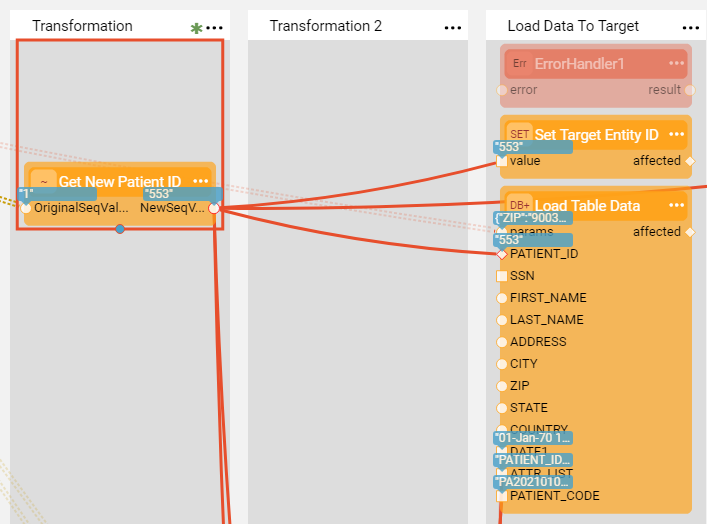 Transformation
Transformation 2
Load Data To Target
Err ErrorHandler1
error result
SET Set Target Entity ID
"553"
value affected
~ Get New Patient ID
"1" "553"
OriginalSeqVal... NewSeqV...
DB+ Load Table Data
{"ZIP":"9003...
params affected
"553"
PATIENT_ID
SSN
FIRST_NAME
LAST_NAME
ADDRESS
CITY
ZIP
STATE
COUNTRY
"01-Jan-70 1...
DATE1
"PATIENT_ID...
ATTR_LIST
"PA2021010...
PATIENT_CODE